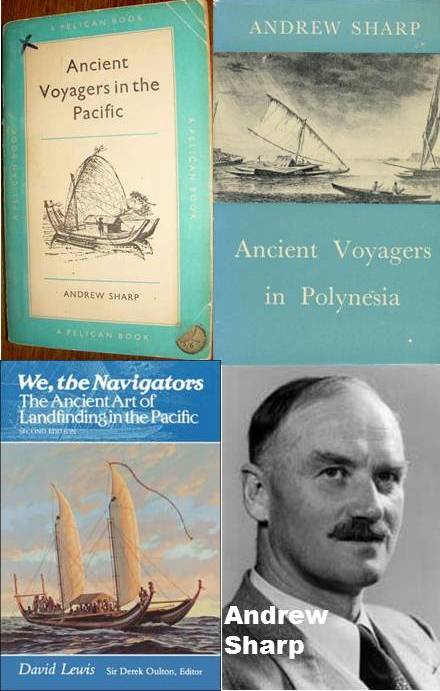 A PELICAN BOOK
Ancient
Voyagers in the
Pacific
A PELICAN BOOK
A PELICAN BOOK
ANDREW SHARP
A PELICAN BOOK
ANDREW SHARP
Ancient Voyagers
in Polynesia
We, the Navigators
The Ancient Art of
Landfinding in the Pacific
SECOND EDITION
David Lewis Sir Derek Oulton, Editor
Andrew
Sharp